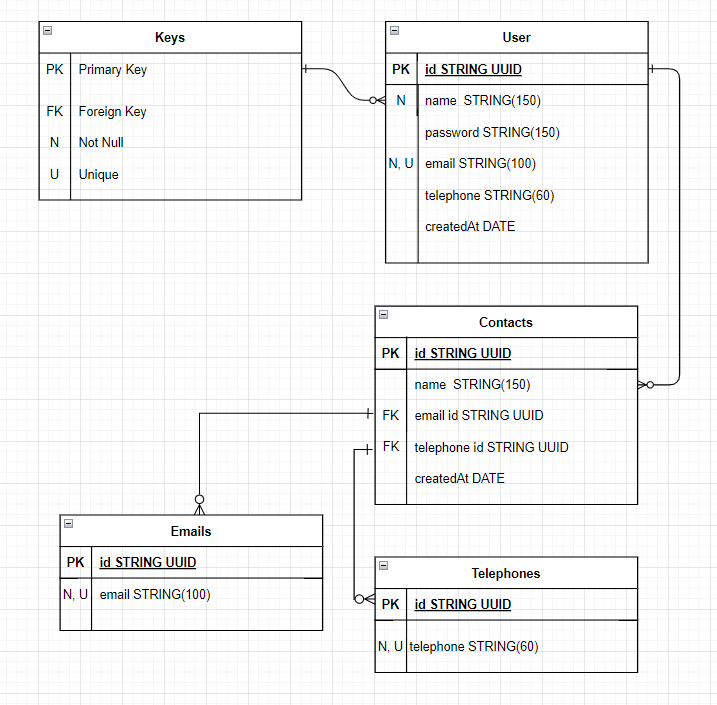 Keys
PK Primary Key
FK Foreign Key
N Not Null
U Unique
User
PK id STRING UUID
N name STRING(150)
password STRING(150)
N, U email STRING(100)
telephone STRING(60)
createdAt DATE
Contacts
PK id STRING UUID
name STRING(150)
FK email id STRING UUID
FK telephone id STRING UUID
createdAt DATE
Emails
PK id STRING UUID
N, U email STRING(100)
Telephones
PK id STRING UUID
N, U telephone STRING(60)